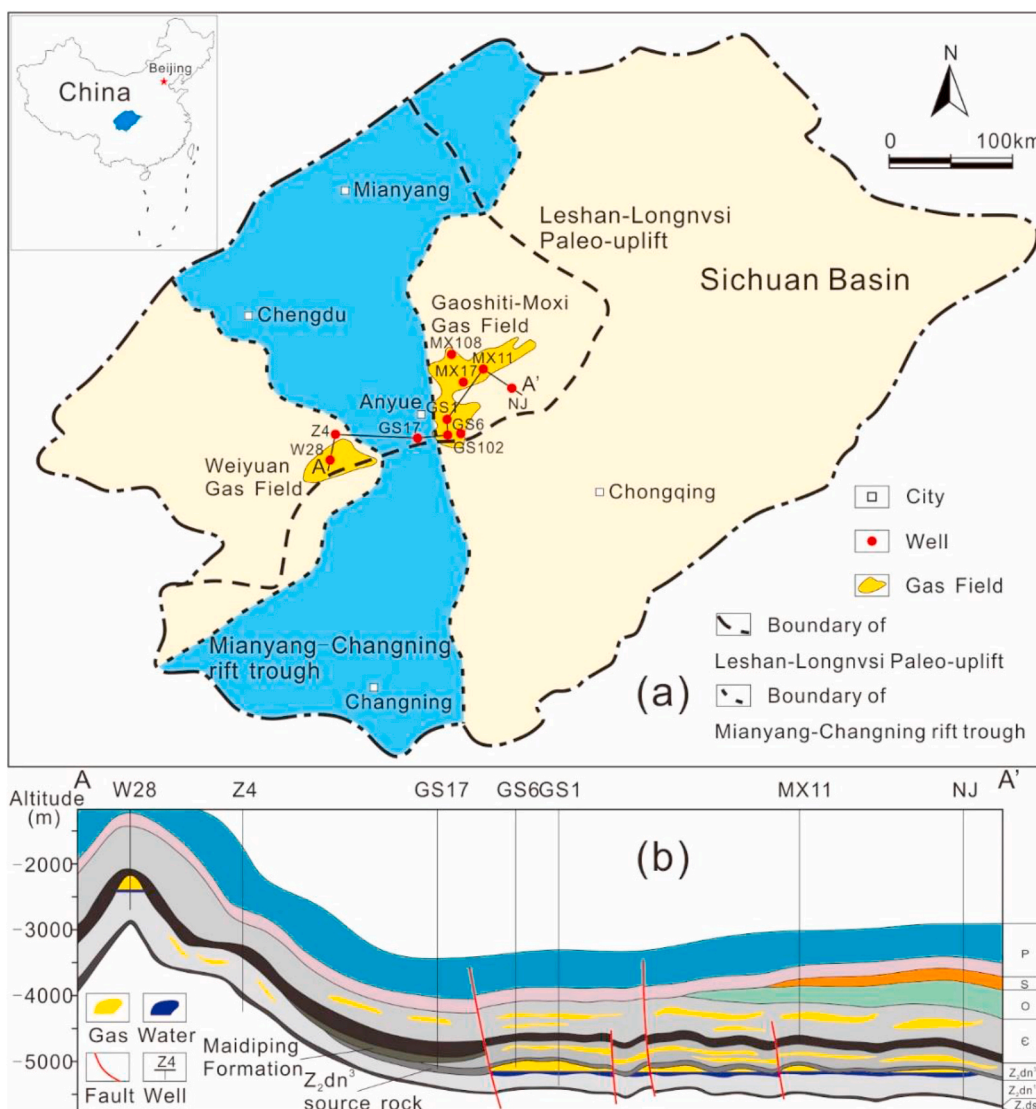 Beijing
China
N
0 100km
Mianyang
Leshan-Longnvsi
Paleo-uplift
Sichuan Basin
Chengdu
Gaoshiti-Moxi
Gas Field
MX108
MX11
MX17
A'
NJ
Anyue
GS1
Z4
GS17
GS6
W28
GS102
A
Weiyuan
Gas Field
Chongqing
City
Well
Gas Field
Mianyang-Changning
rift trough
Changning
(a)
Boundary of
Leshan-Longnvsi Paleo-uplift
Boundary of
Mianyang-Changning rift trough
A A'
Altitude W28 Z4 GS17 GS6GS1 MX11 NJ
(m)
(b)
-2000
-3000
P
-4000
S
O
Є
Gas Water
Maidiping
Formation
-5000
Z₂dn³
Z4
Fault Well
Z₂dn³
source rock